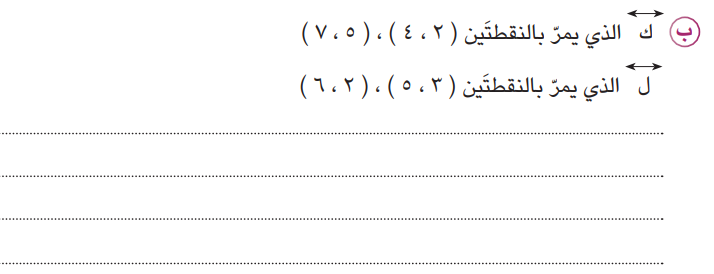 ب ك الذي يمرّ بالنقطتَين ( ٢ ، ٤ ) ، ( ٥ ، ٧ )
ل الذي يمرّ بالنقطتَين ( ٣ ، ٥ ) ، ( ٢ ، ٦ )